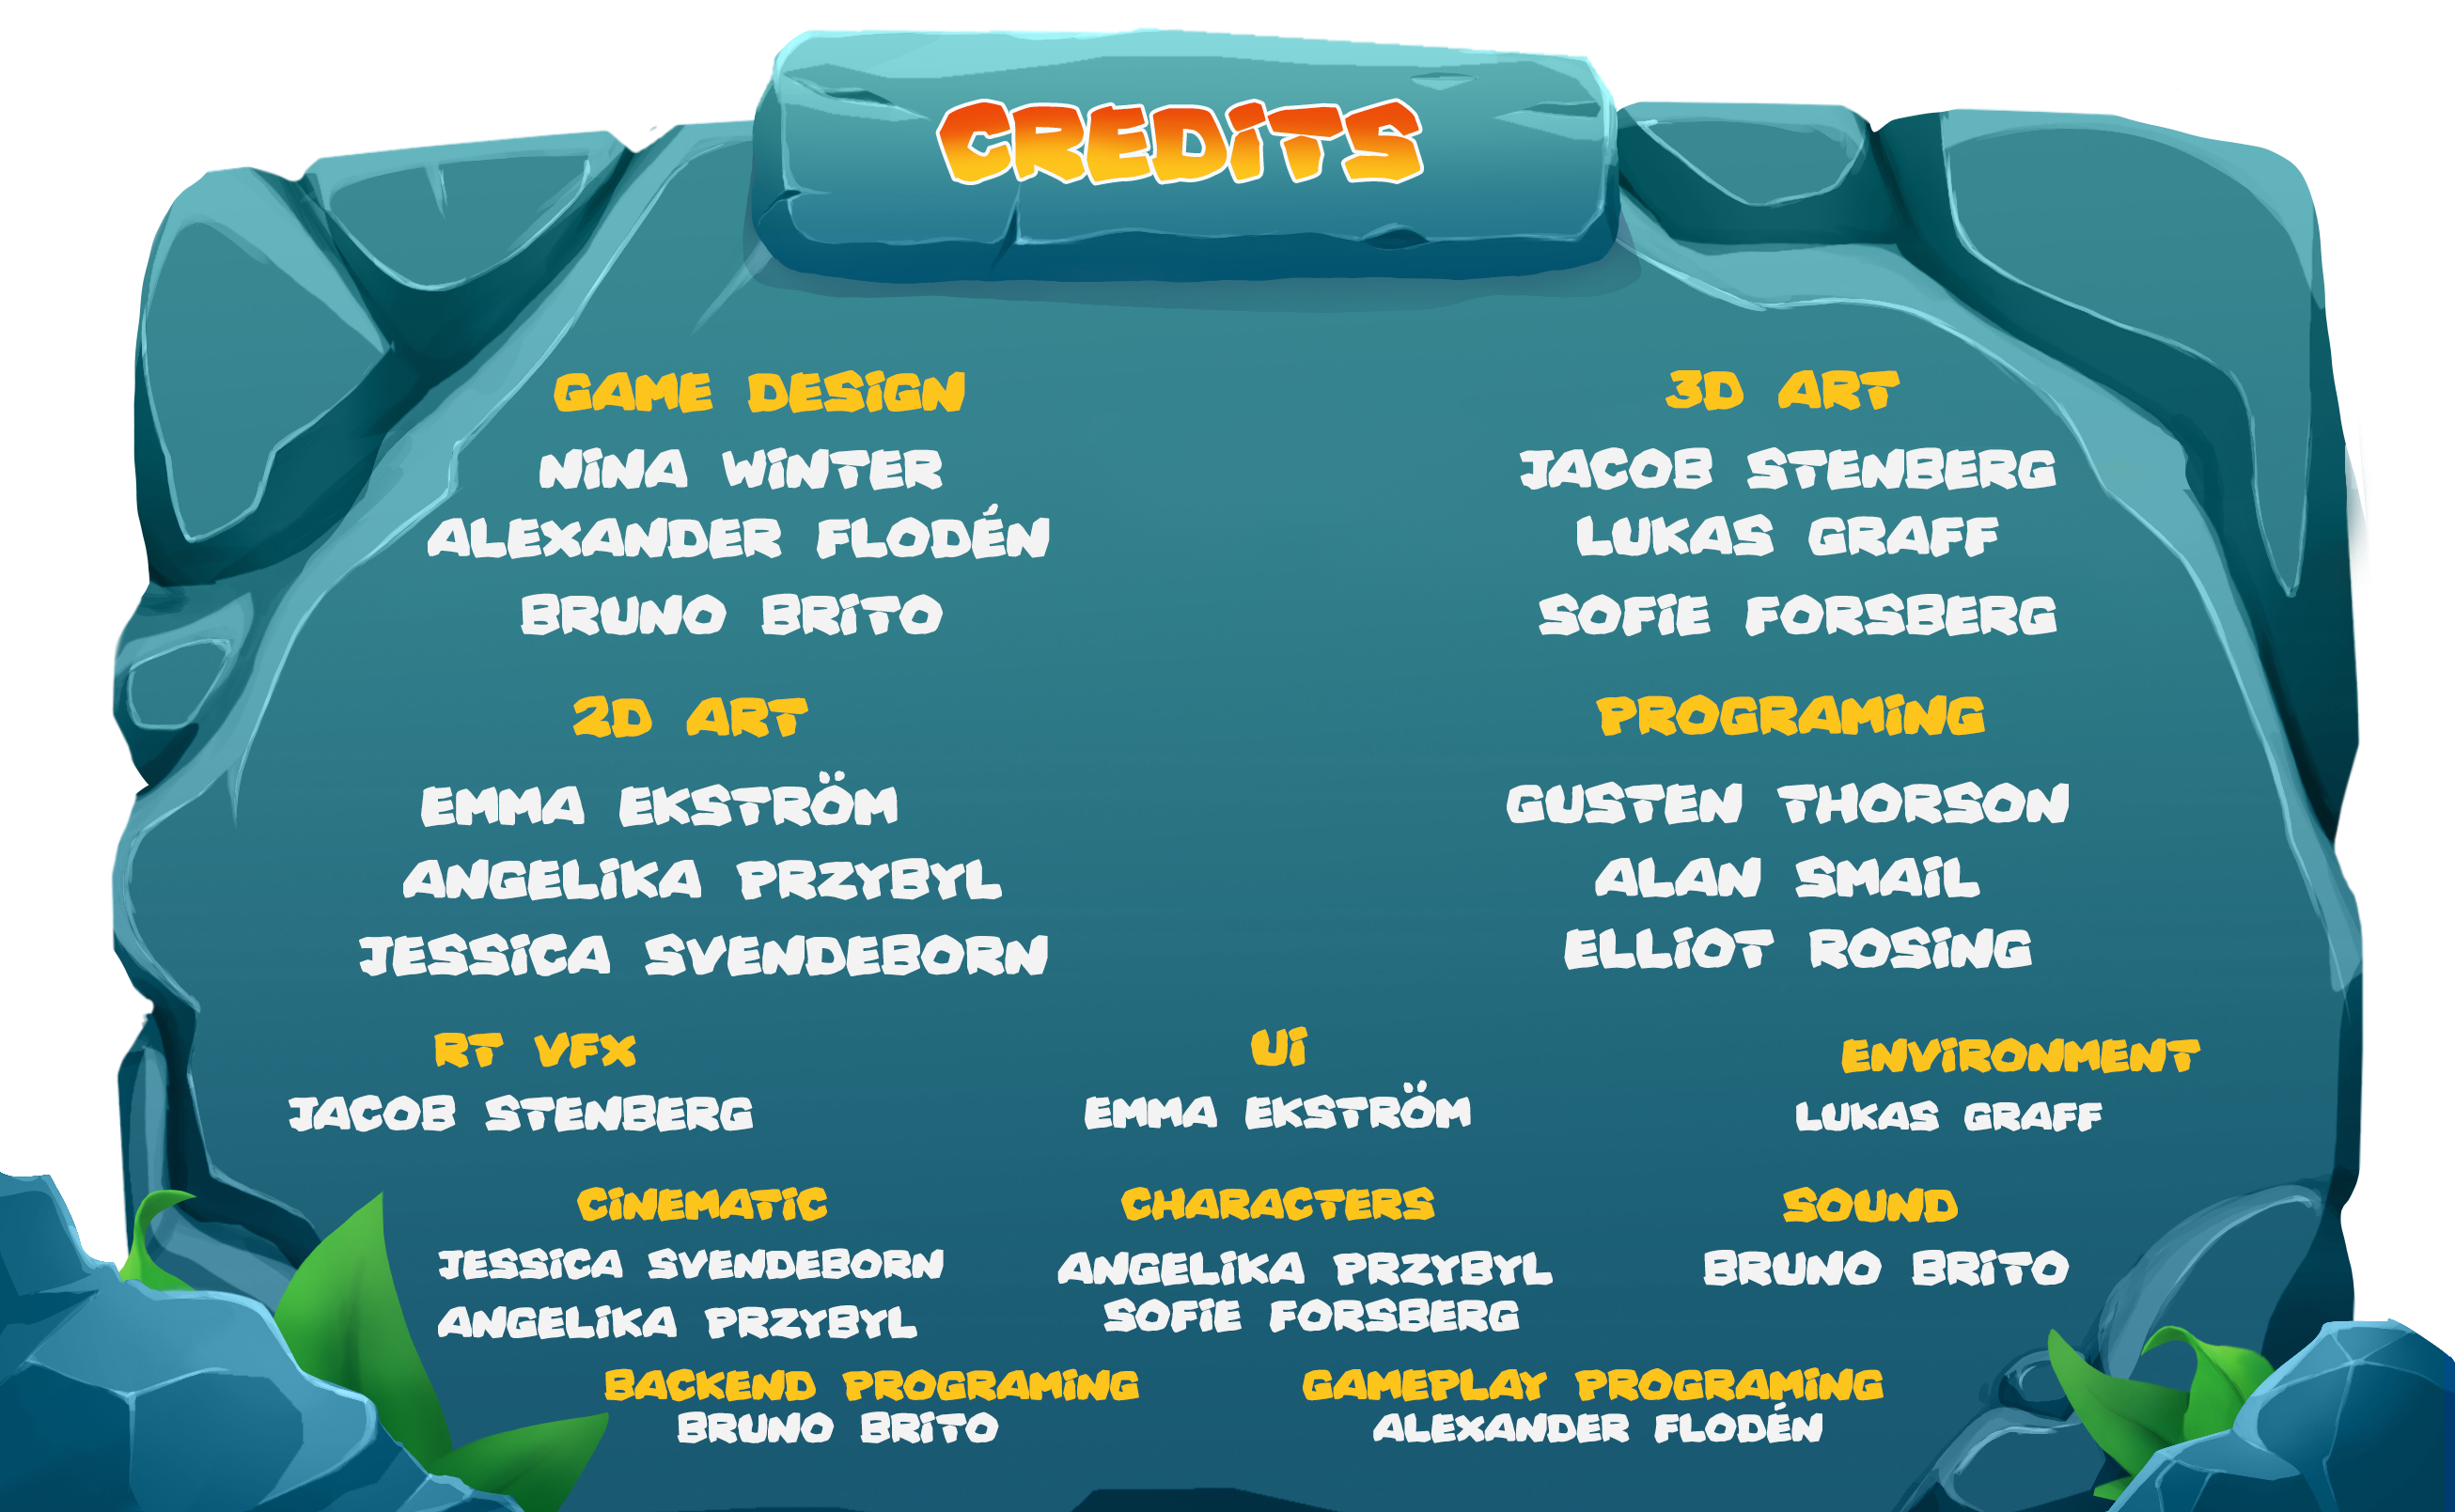 CREDITS
GAME DESIGN
NINA WINTER
ALEXANDER FLODÉN
BRUNO BRITO
3D ART
JACOB STENBERG
LUKAS GRAFF
SOFIE FORSBERG
2D ART
EMMA EKSTRÖM
ANGELIKA PRZYBYL
JESSICA SVENDEBORN
PROGRAMING
GUSTEN THORSON
ALAN SMAIL
ELLIOT ROSING
RT VFX
JACOB STENBERG
UI
EMMA EKSTRÖM
ENVIRONMENT
LUKAS GRAFF
CINEMATIC
JESSICA SVENDEBORN
ANGELIKA PRZYBYL
CHARACTERS
ANGELIKA PRZYBYL
SOFIE FORSBERG
SOUND
BRUNO BRITO
BACKEND PROGRAMING
BRUNO BRITO
GAMEPLAY PROGRAMING
ALEXANDER FLODÉN